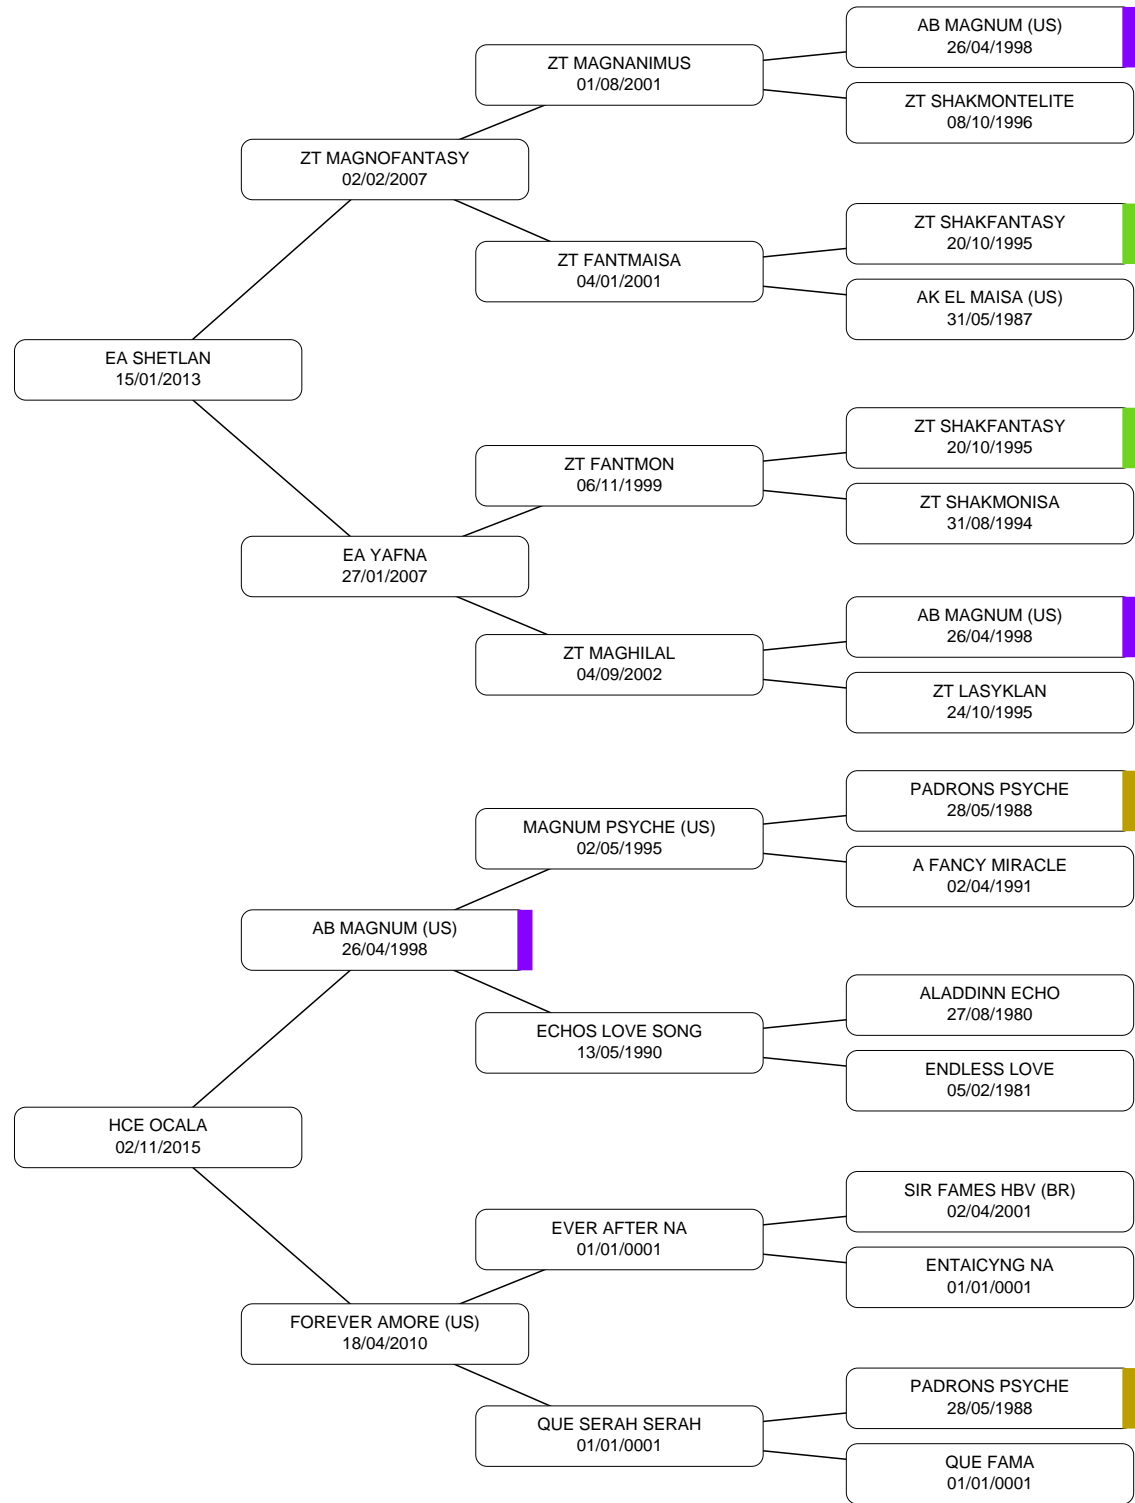 AB MAGNUM (US)
26/04/1998
ZT MAGNANIMUS
01/08/2001
ZT SHAKMONTELITE
08/10/1996
ZT MAGNOFANTASY
02/02/2007
ZT SHAKFANTASY
20/10/1995
ZT FANTMAISA
04/01/2001
AK EL MAISA (US)
31/05/1987
EA SHETLAN
15/01/2013
ZT SHAKFANTASY
20/10/1995
ZT FANTMON
06/11/1999
ZT SHAKMONISA
31/08/1994
EA YAFNA
27/01/2007
AB MAGNUM (US)
26/04/1998
ZT MAGHILAL
04/09/2002
ZT LASYKLAN
24/10/1995
PADRONS PSYCHE
28/05/1988
MAGNUM PSYCHE (US)
02/05/1995
A FANCY MIRACLE
02/04/1991
AB MAGNUM (US)
26/04/1998
ALADDINN ECHO
27/08/1980
ECHOS LOVE SONG
13/05/1990
ENDLESS LOVE
05/02/1981
HCE OCALA
02/11/2015
SIR FAMES HBV (BR)
02/04/2001
EVER AFTER NA
01/01/0001
ENTAICYNG NA
01/01/0001
FOREVER AMORE (US)
18/04/2010
PADRONS PSYCHE
28/05/1988
QUE SERAH SERAH
01/01/0001
QUE FAMA
01/01/0001